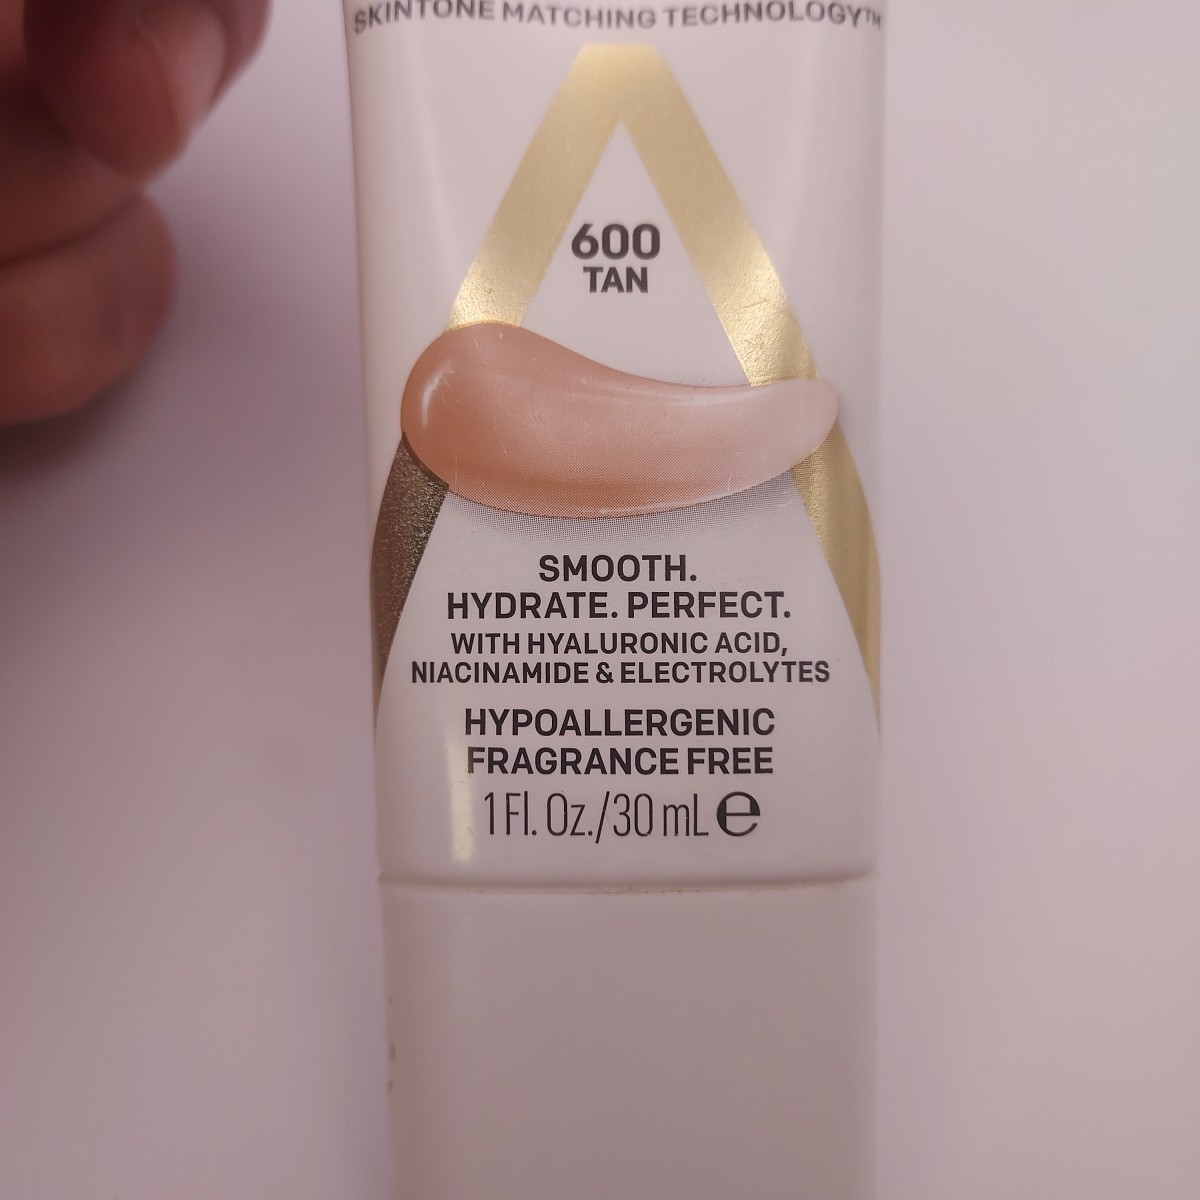 SKINTONE MATCHING TECHNOLOGY™
600
TAN
SMOOTH.
HYDRATE. PERFECT.
WITH HYALURONIC ACID,
NIACINAMIDE & ELECTROLYTES
HYPOALLERGENIC
FRAGRANCE FREE
1 Fl. Oz./30 mL ℮